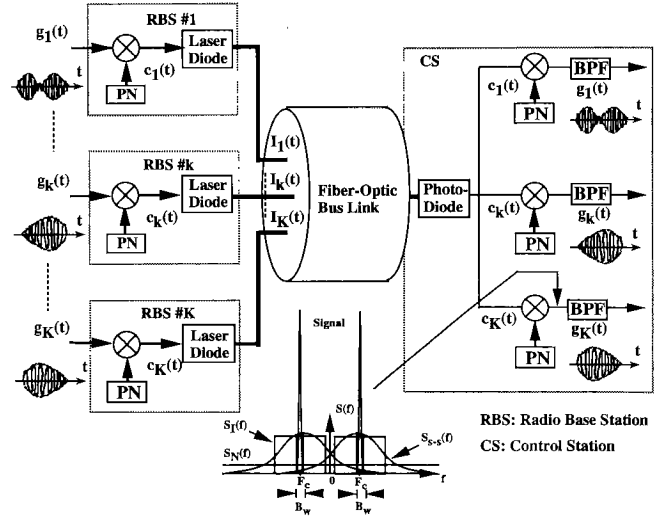 RBS #1
g1(t)
t
c1(t)
PN
Laser
Diode
RBS #k
gk(t)
t
ck(t)
PN
Laser
Diode
RBS #K
gK(t)
t
cK(t)
PN
Laser
Diode
I1(t)
Ik(t)
IK(t)
Fiber-Optic
Bus Link
Photo-
Diode
CS
c1(t)
PN
BPF
g1(t)
t
ck(t)
PN
BPF
gk(t)
t
cK(t)
PN
BPF
gK(t)
t
Signal
S(f)
SI(f)
SN(f)
Ss-s(f)
Fc
0
Fc
f
Bw
Bw
RBS: Radio Base Station
CS: Control Station